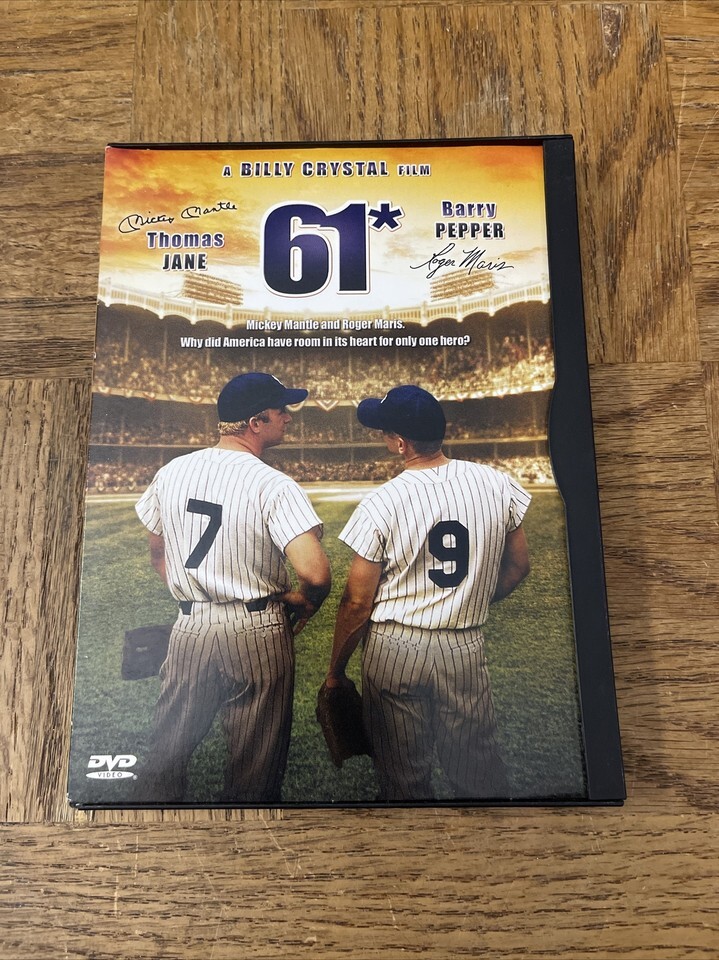 A BILLY CRYSTAL FILM
Mickey Mantle
Thomas
JANE
61*
Barry
PEPPER
Roger Maris
Mickey Mantle and Roger Maris.
Why did America have room in its heart for only one hero?
7
9
DVD
VIDEO